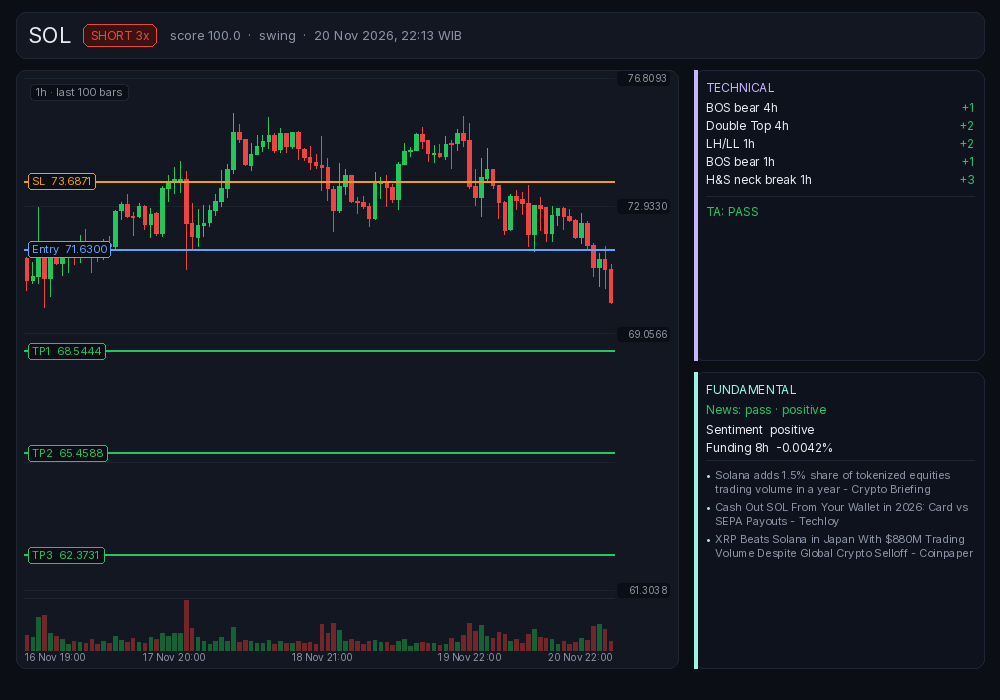 SOL SHORT 3x score 100.0 · swing · 20 Nov 2026, 22:13 WIB
1h · last 100 bars
76.8093
SL 73.6871
72.9330
Entry 71.6300
69.0566
TP1 68.5444
TP2 65.4588
TP3 62.3731
61.3038
16 Nov 19:00 17 Nov 20:00 18 Nov 21:00 19 Nov 22:00 20 Nov 22:00
TECHNICAL
BOS bear 4h +1
Double Top 4h +2
LH/LL 1h +2
BOS bear 1h +1
H&S neck break 1h +3
TA: PASS
FUNDAMENTAL
News: pass · positive
Sentiment positive
Funding 8h -0.0042%
• Solana adds 1.5% share of tokenized equities
trading volume in a year - Crypto Briefing
• Cash Out SOL From Your Wallet in 2026: Card vs
SEPA Payouts - Techloy
• XRP Beats Solana in Japan With $880M Trading
Volume Despite Global Crypto Selloff - Coinpaper